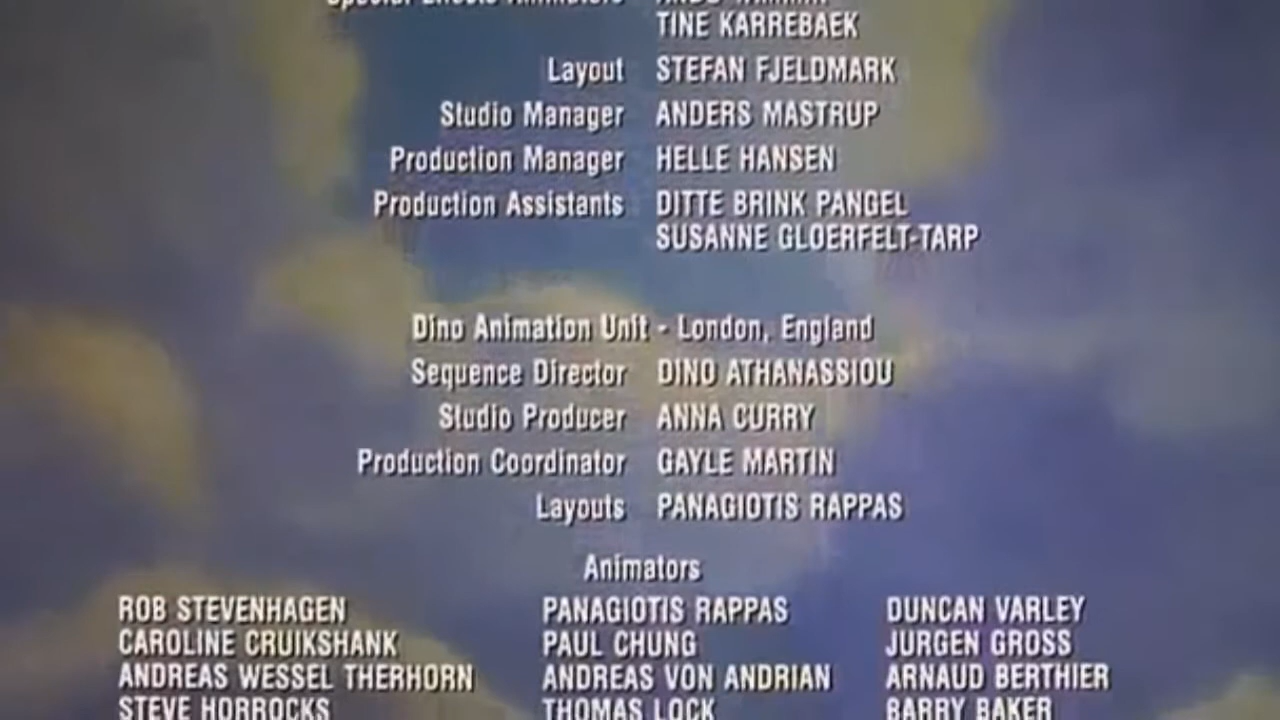 Special Effects Animators
TINE KARREBAEK
Layout STEFAN FJELDMARK
Studio Manager ANDERS MASTRUP
Production Manager HELLE HANSEN
Production Assistants DITTE BRINK PANGEL
SUSANNE GLOERFELT-TARP
Dino Animation Unit - London, England
Sequence Director DINO ATHANASSIOU
Studio Producer ANNA CURRY
Production Coordinator GAYLE MARTIN
Layouts PANAGIOTIS RAPPAS
Animators
ROB STEVENHAGEN PANAGIOTIS RAPPAS DUNCAN VARLEY
CAROLINE CRUIKSHANK PAUL CHUNG JURGEN GROSS
ANDREAS WESSEL THERHORN ANDREAS VON ANDRIAN ARNAUD BERTHIER
STEVE HORROCKS THOMAS LOCK BARRY BAKER